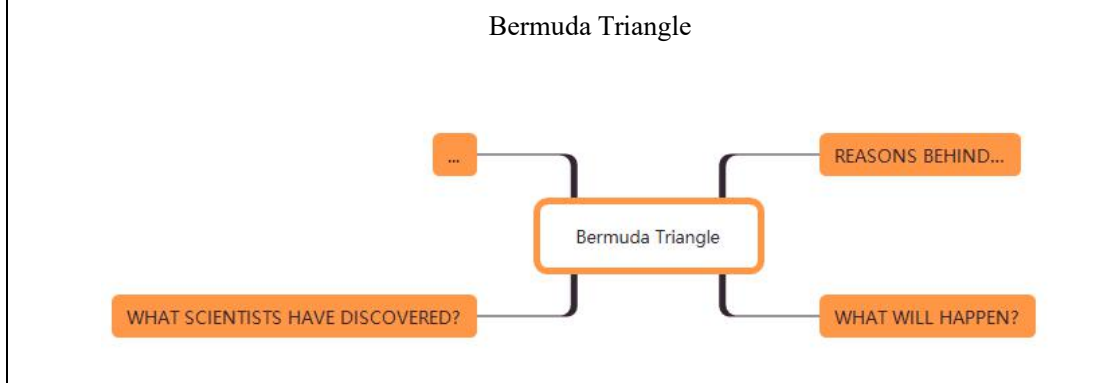 Bermuda Triangle
...
REASONS BEHIND...
Bermuda Triangle
WHAT SCIENTISTS HAVE DISCOVERED?
WHAT WILL HAPPEN?